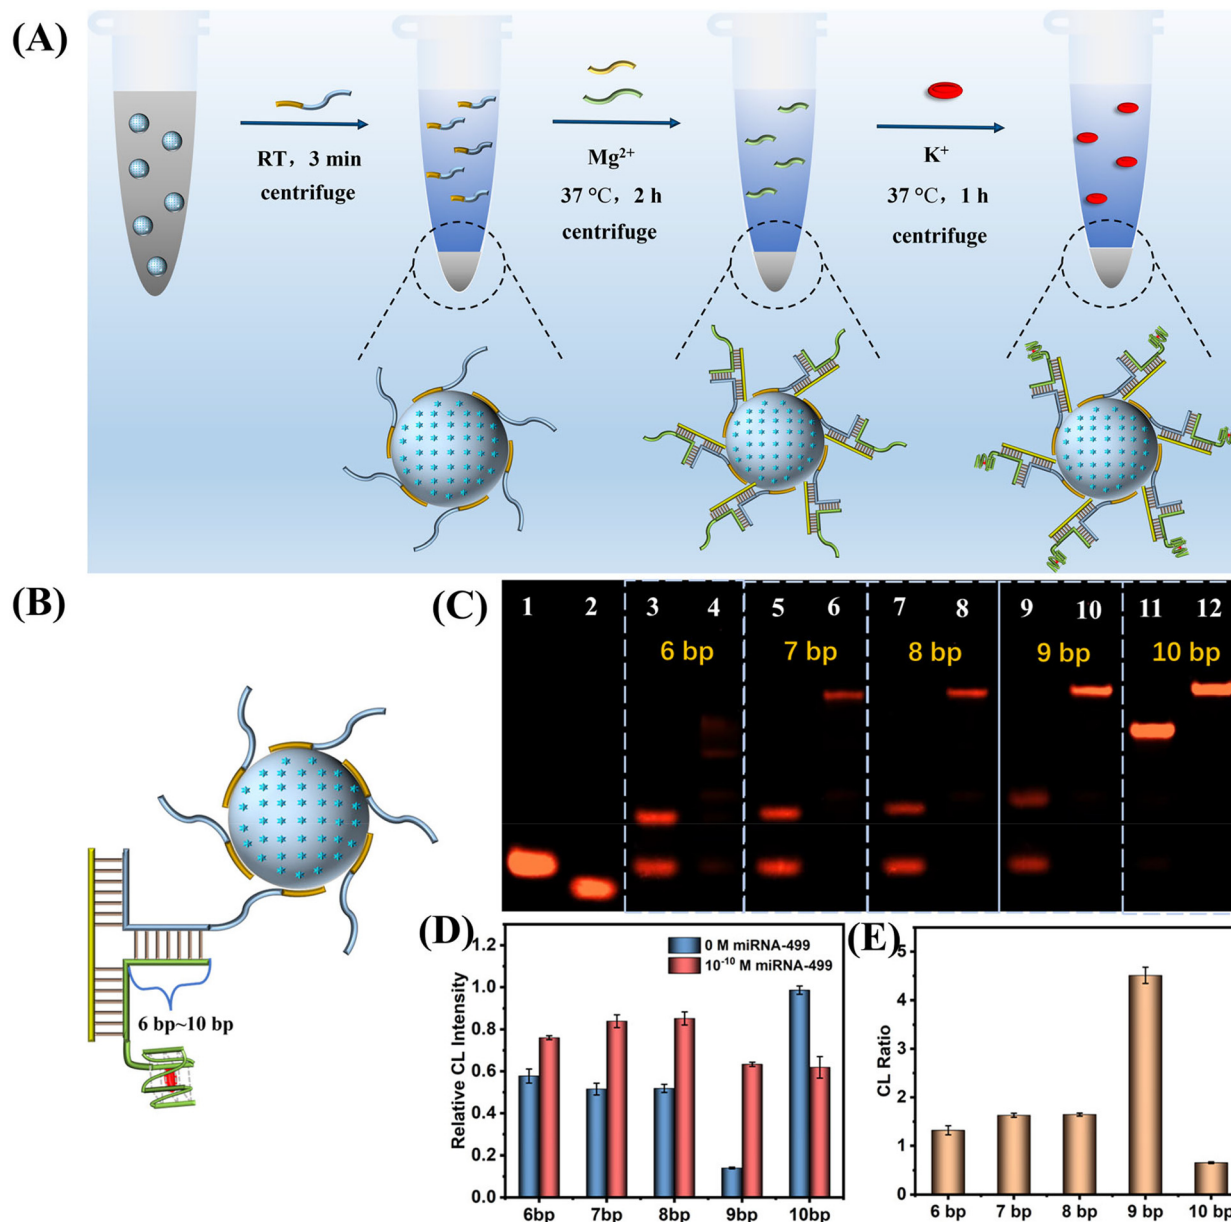 (A)
RT, 3 min
centrifuge
Mg²⁺
37 °C, 2 h
centrifuge
K⁺
37 °C, 1 h
centrifuge
(B)
6 bp~10 bp
(C)
1 2 3 4 5 6 7 8 9 10 11 12
6 bp 7 bp 8 bp 9 bp 10 bp
(D)
0 M miRNA-499
10⁻¹⁰ M miRNA-499
Relative CL Intensity
1.2
1.0
0.8
0.6
0.4
0.2
0.0
6bp 7bp 8bp 9bp 10bp
(E)
CL Ratio
5
4
3
2
1
0
6 bp 7 bp 8 bp 9 bp 10 bp